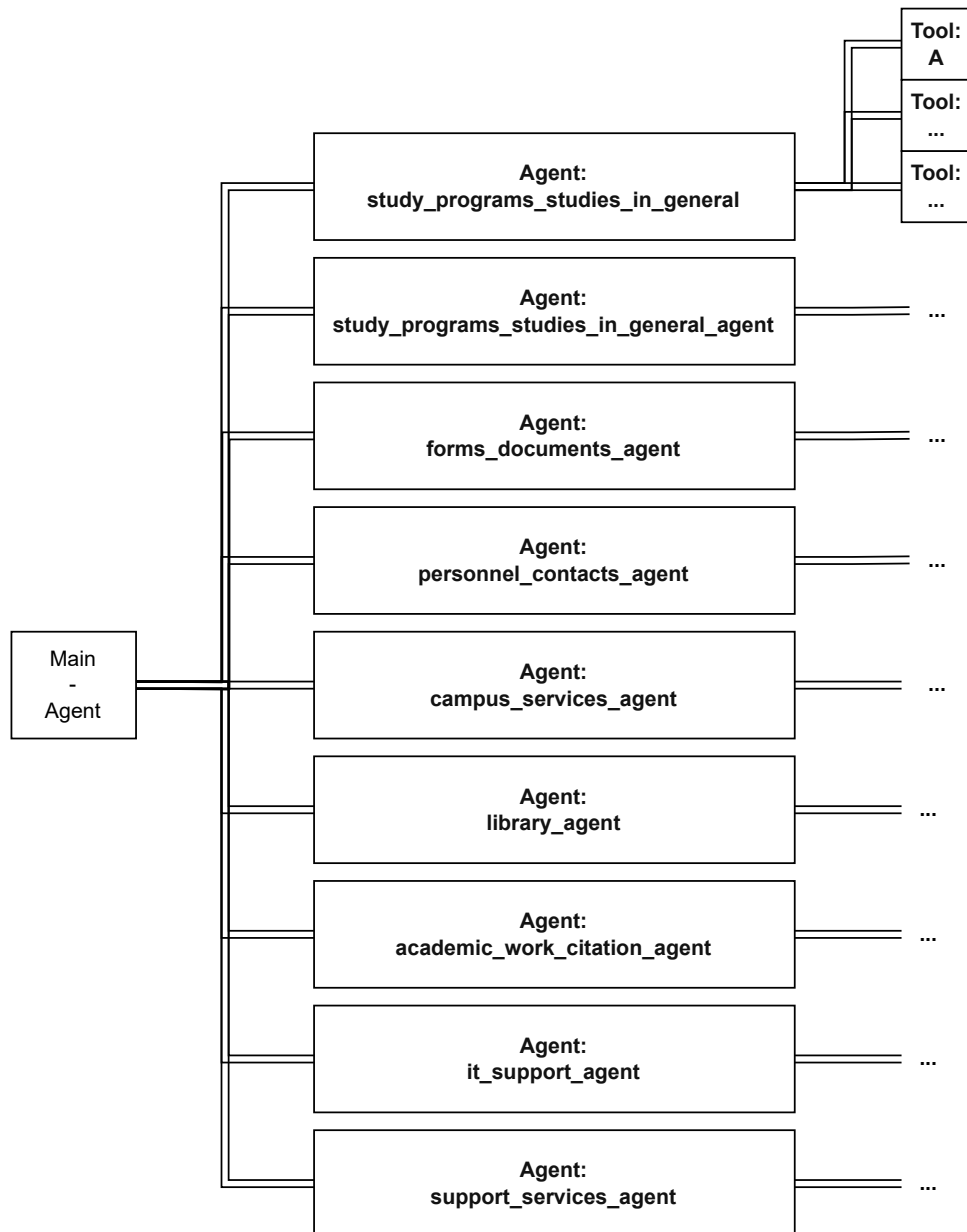 Tool:
A
Tool:
...
Tool:
...
Agent:
study_programs_studies_in_general
Agent:
study_programs_studies_in_general_agent
...
Agent:
forms_documents_agent
...
Agent:
personnel_contacts_agent
...
Main
-
Agent
Agent:
campus_services_agent
...
Agent:
library_agent
...
Agent:
academic_work_citation_agent
...
Agent:
it_support_agent
...
Agent:
support_services_agent
...